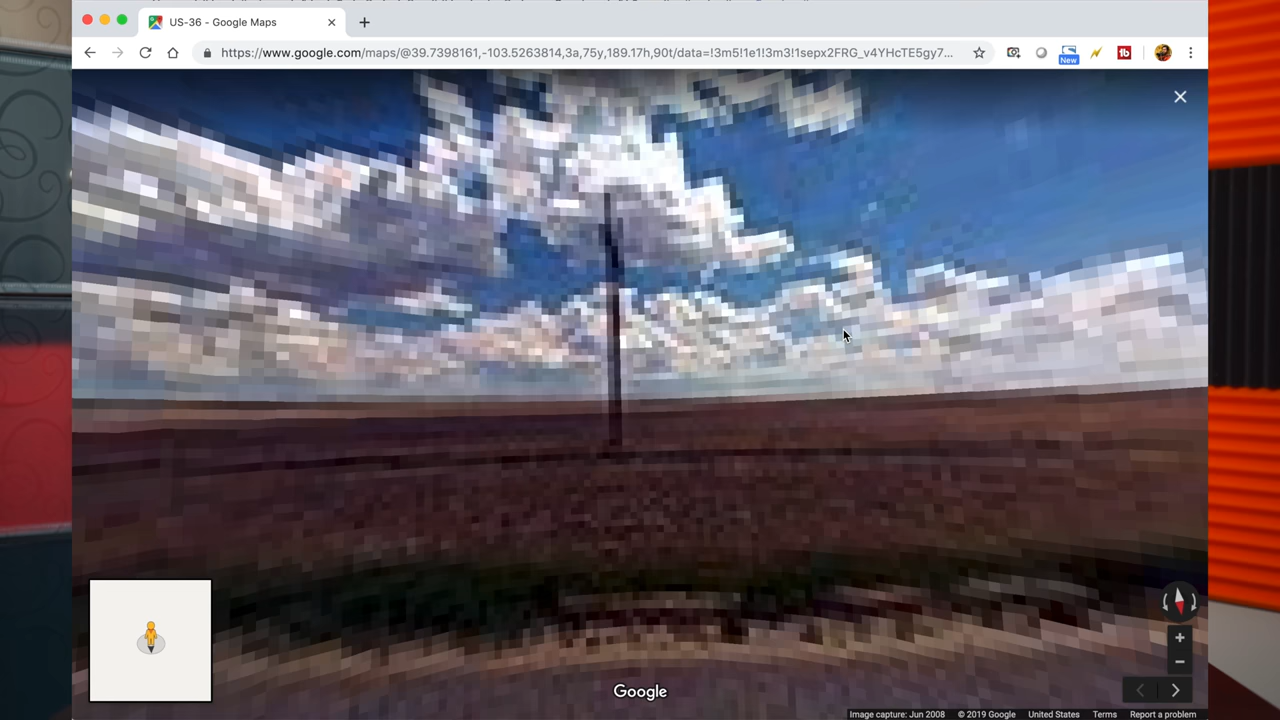 US-36 - Google Maps
https://www.google.com/maps/@39.7398161,-103.5263814,3a,75y,189.17h,90t/data=!3m5!1e1!3m3!1sepx2FRG_v4YHcTE5gy7...
New
tb
Google
Image capture: Jun 2008 © 2019 Google United States Terms Report a problem